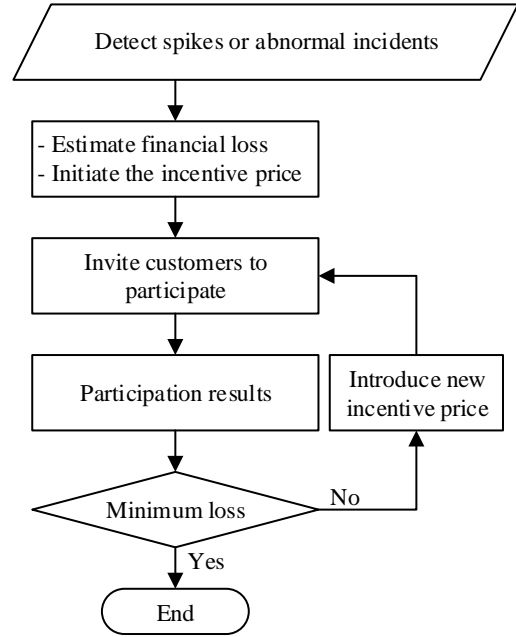 Detect spikes or abnormal incidents
- Estimate financial loss
- Initiate the incentive price
Invite customers to
participate
Participation results
Introduce new
incentive price
Minimum loss
No
Yes
End